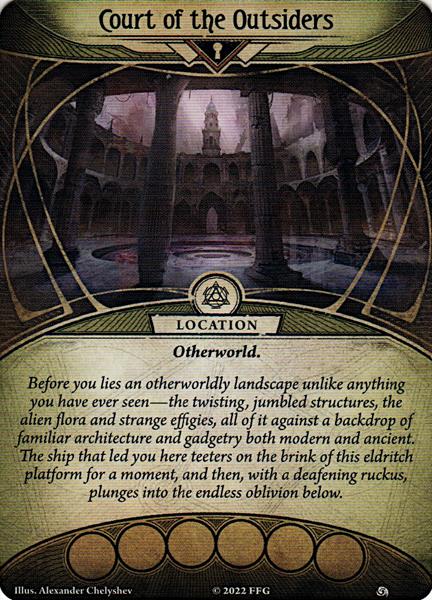 Court of the Outsiders
LOCATION
Otherworld.
Before you lies an otherworldly landscape unlike anything
you have ever seen—the twisting, jumbled structures, the
alien flora and strange effigies, all of it against a backdrop of
familiar architecture and gadgetry both modern and ancient.
The ship that led you here teeters on the brink of this eldritch
platform for a moment, and then, with a deafening ruckus,
plunges into the endless oblivion below.
Illus. Alexander Chelyshev
© 2022 FFG